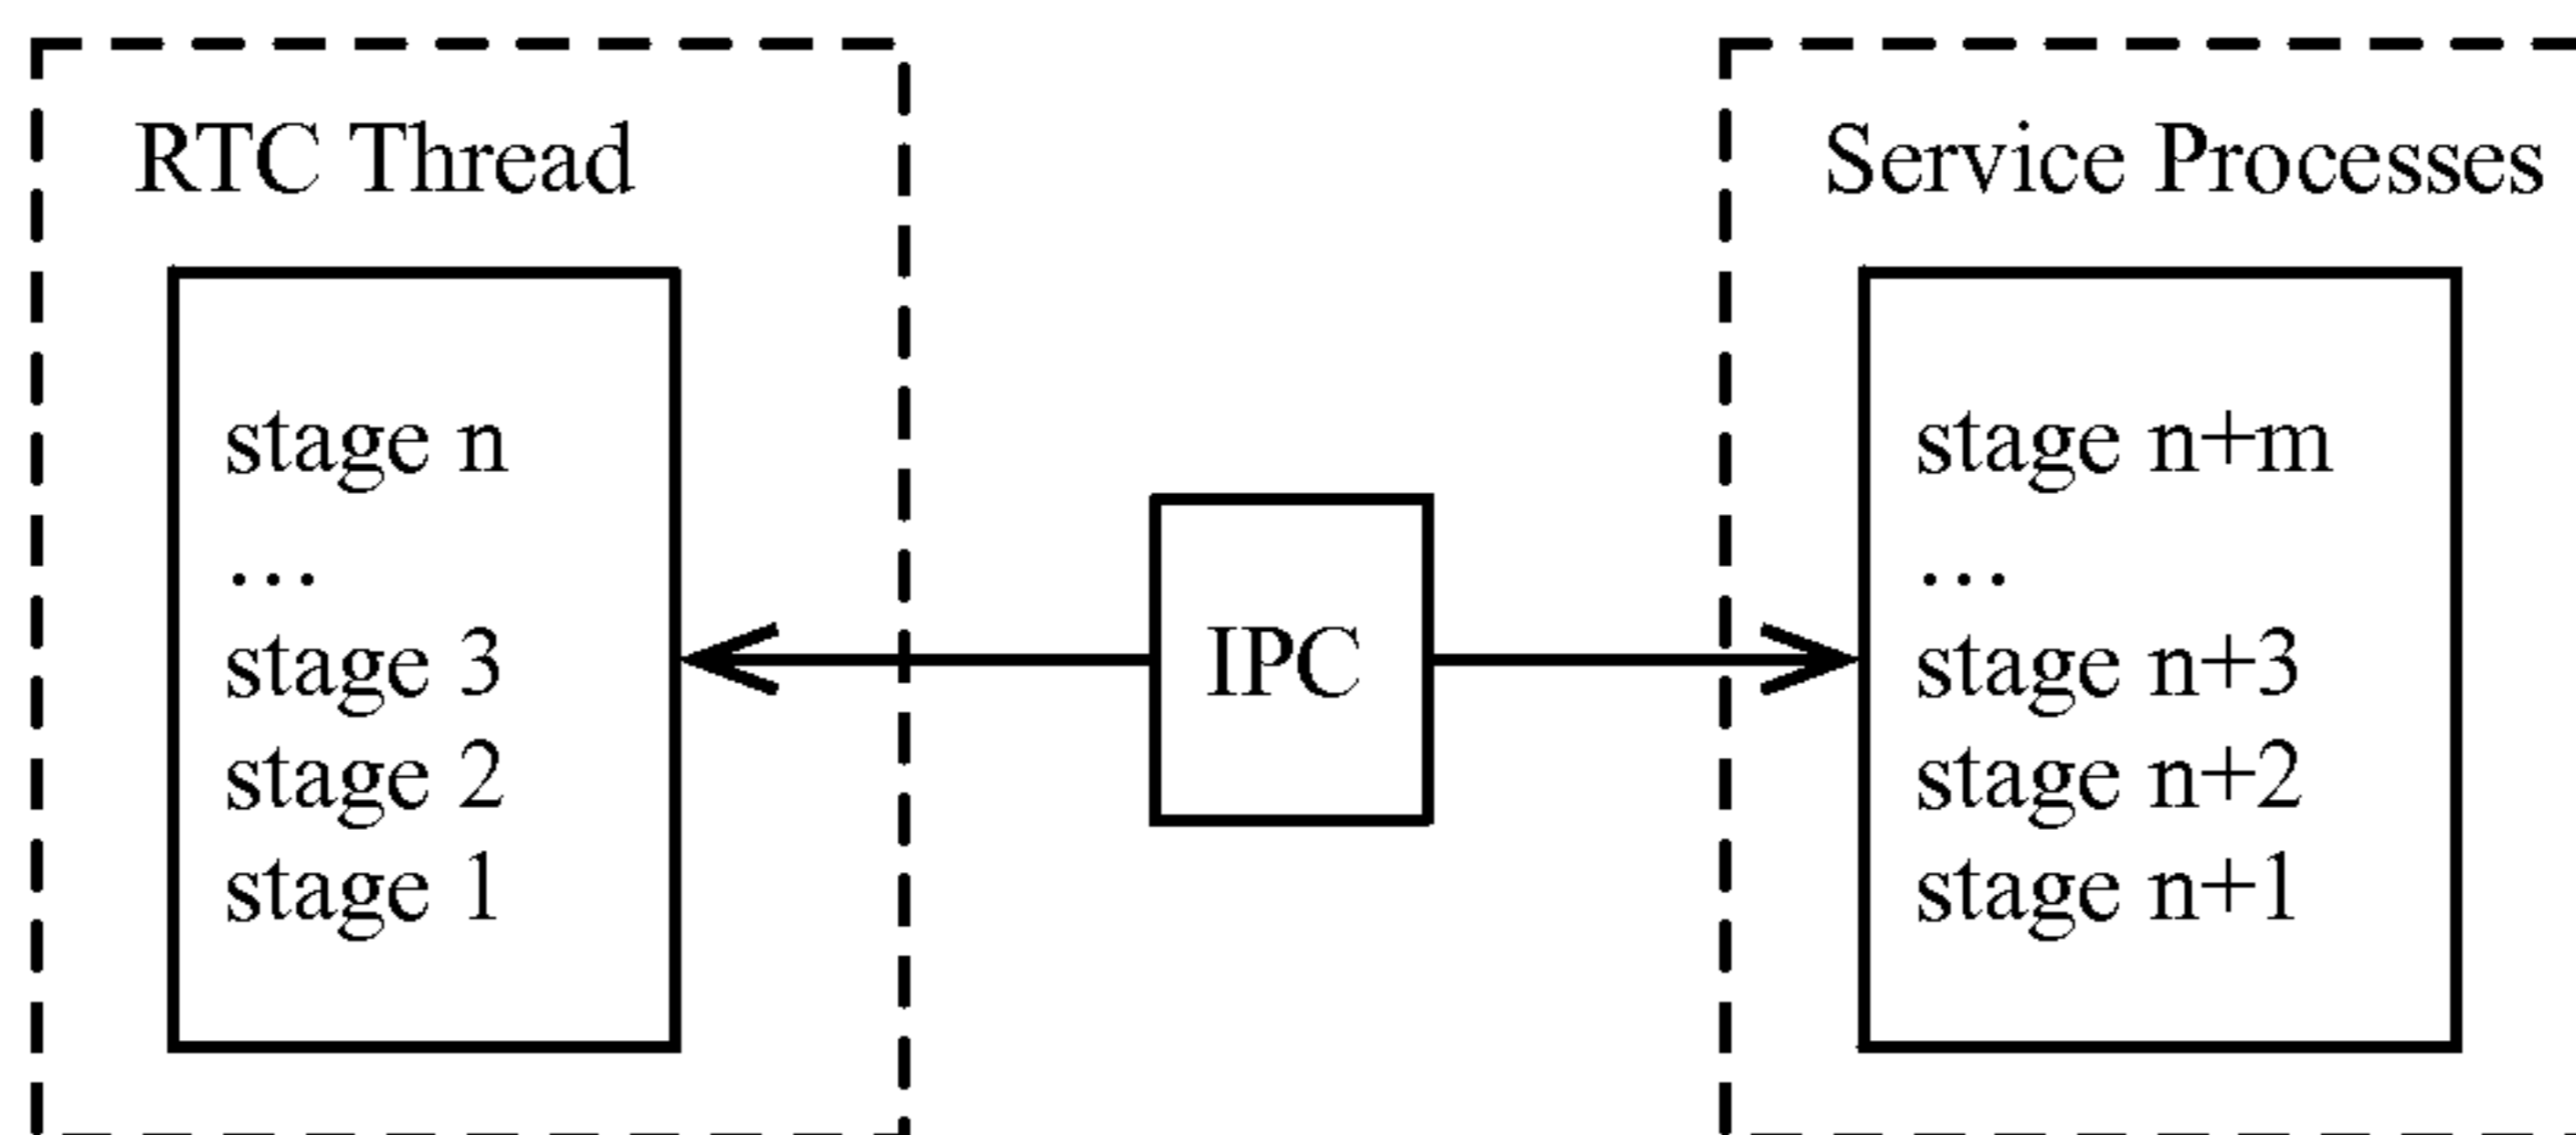 RTC Thread
stage n
...
stage 3
stage 2
stage 1
IPC
Service Processes
stage n+m
...
stage n+3
stage n+2
stage n+1